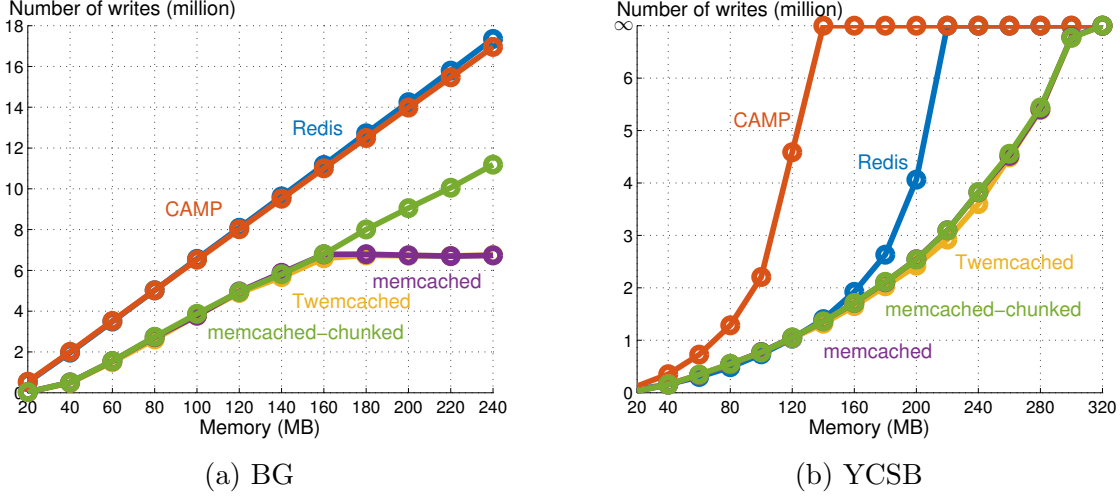 Number of writes (million)
18
16
14
12
10
8
6
4
2
0
Redis
CAMP
memcached
Twemcached
memcached−chunked
20 40 60 80 100 120 140 160 180 200 220 240
Memory (MB)
(a) BG
Number of writes (million)
∞
6
5
4
3
2
1
0
CAMP
Redis
Twemcached
memcached−chunked
memcached
20 40 80 120 160 200 240 280 320
Memory (MB)
(b) YCSB